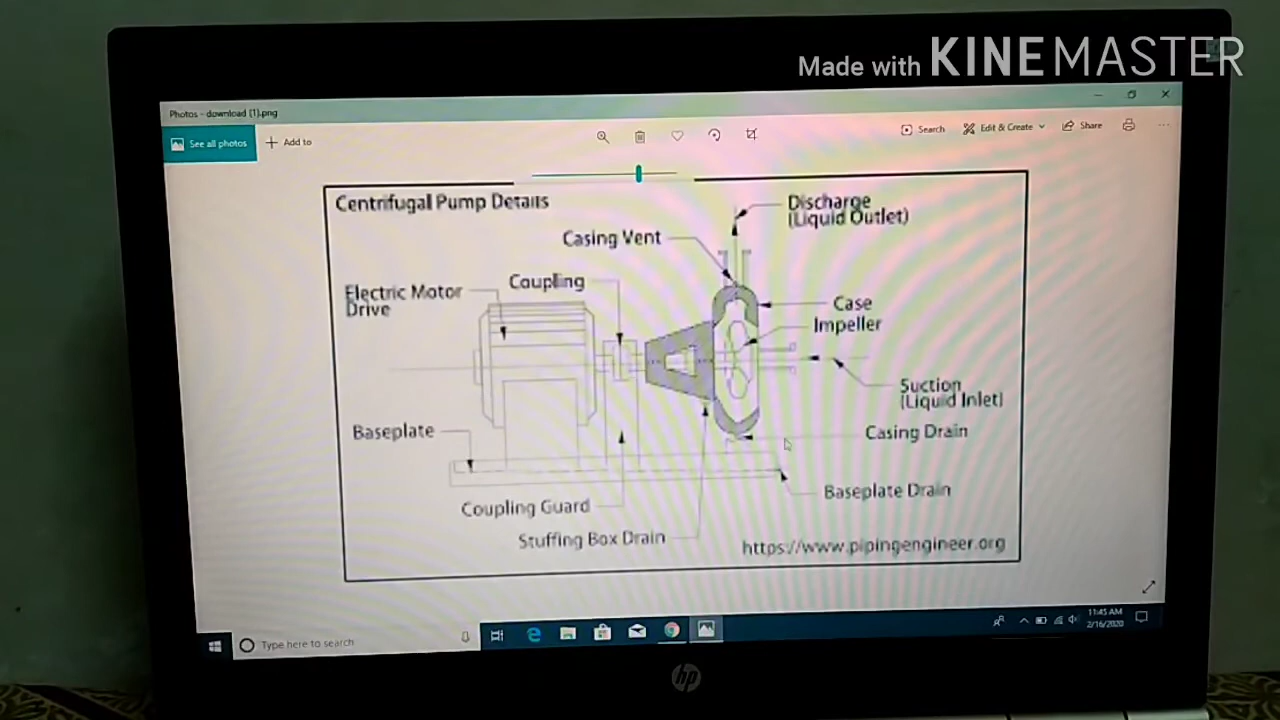 Made with KINEMASTER
Photos - download (1).png
See all photos
Add to
Search
Edit & Create
Share
Centrifugal Pump Details
Discharge
(Liquid Outlet)
Casing Vent
Coupling
Electric Motor
Drive
Case
Impeller
Suction
(Liquid Inlet)
Baseplate
Casing Drain
Baseplate Drain
Coupling Guard
Stuffing Box Drain
https://www.pipingengineer.org
Type here to search
11:45 AM
2/16/2020
hp